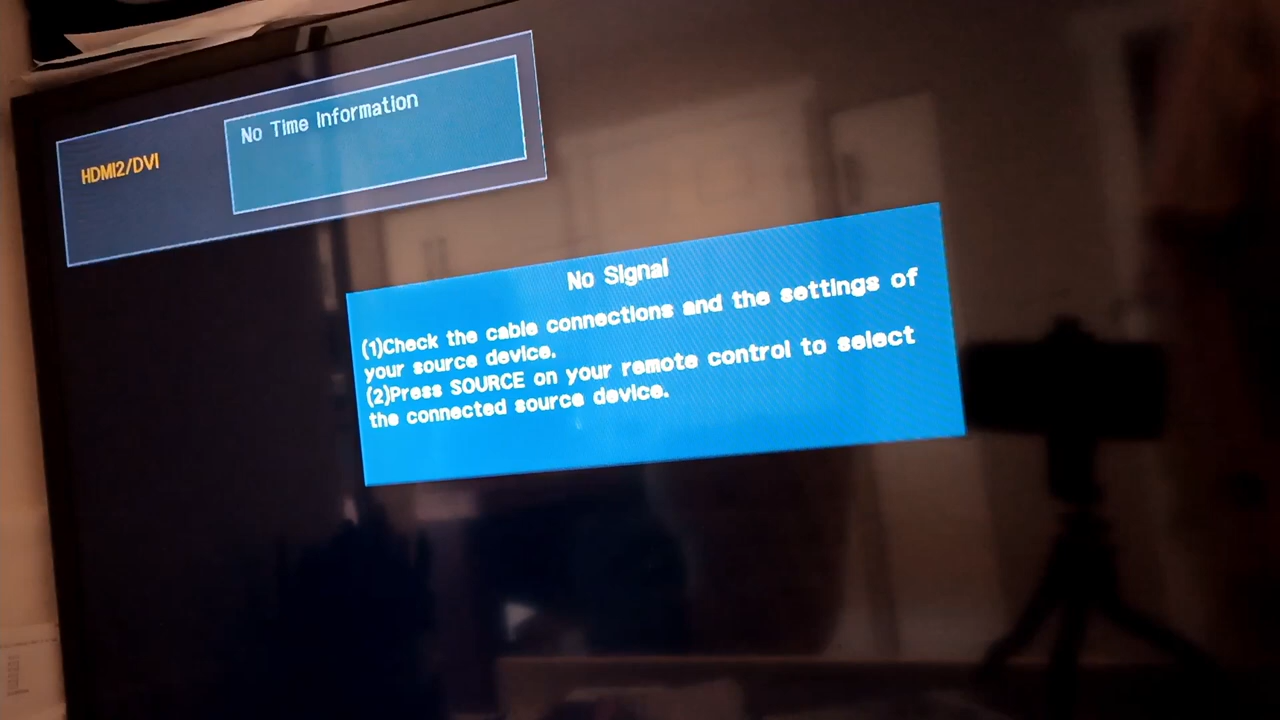 No Time Information
HDMI2/DVI
No Signal
(1)Check the cable connections and the settings of
your source device.
(2)Press SOURCE on your remote control to select
the connected source device.